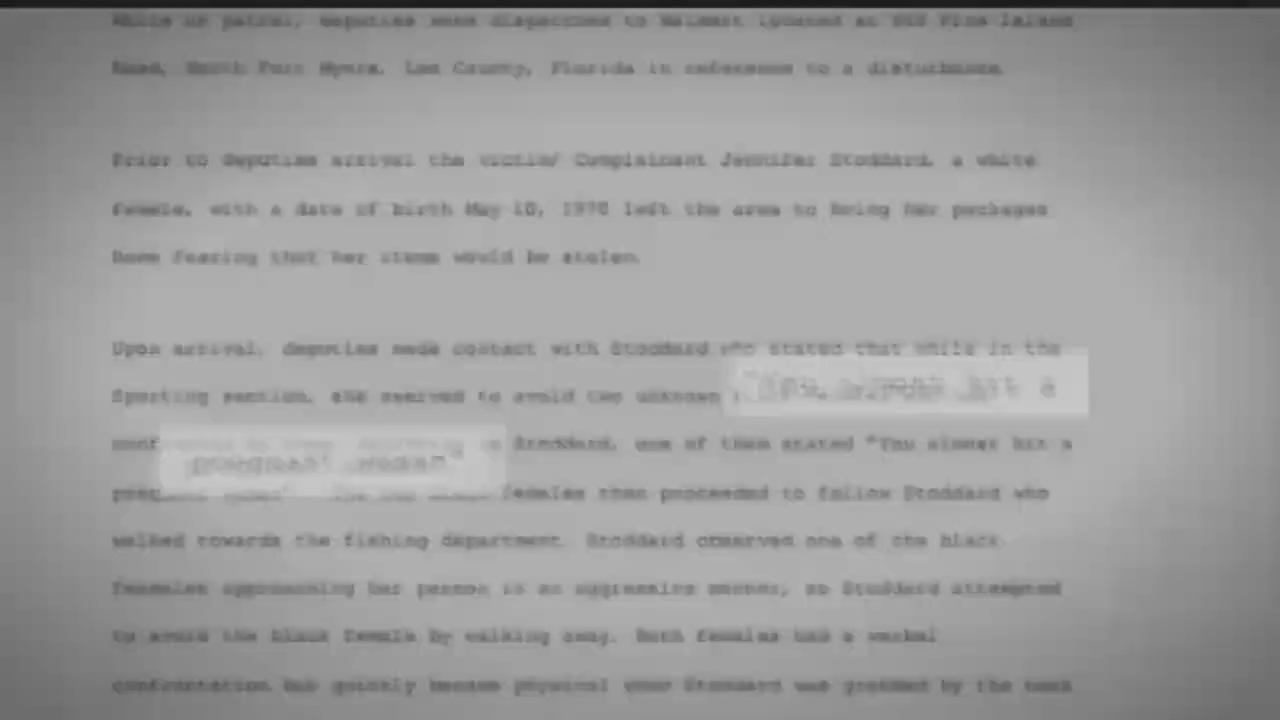 While on patrol, deputies were dispatched to Walmart located at Pine Island
Road, North Fort Myers, Lee County, Florida in reference to a disturbance.
Prior to deputies arrival the victim/ Complainant Jennifer Stoddard, a white
female, with a date of birth May 10, 1970 left the area to bring her packages
home fearing that her items would be stolen.
Upon arrival, deputies made contact with Stoddard who stated that while in the
Sporting section, she swerved to avoid two unknown
"You almost hit a
Stoddard, one of them stated "You almost hit a
pregnant woman"
females then proceeded to follow Stoddard who
walked towards the fishing department. Stoddard observed one of the black
females approaching her person in an aggressive manner, so Stoddard attempted
to avoid the black female by walking away. Both females had a verbal
confrontation but quickly became physical when Stoddard was grabbed by the neck